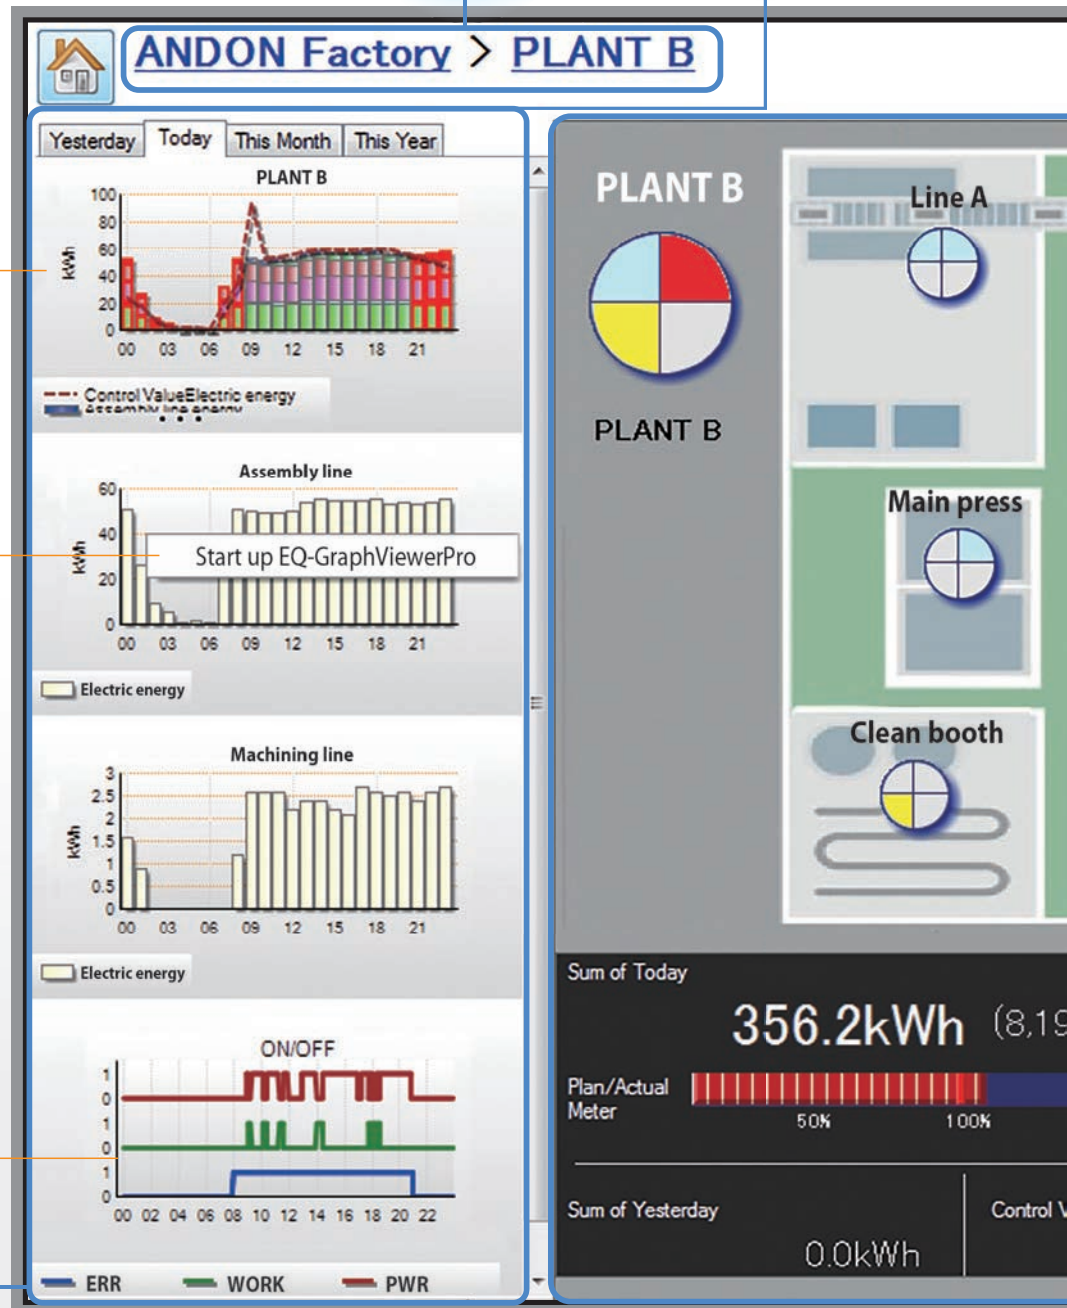 ANDON Factory > PLANT B
Yesterday Today This Month This Year
PLANT B
100
80
60
40
20
0
kWh
00 03 06 09 12 15 18 21
Control ValueElectric energy
Assembly line energy
Assembly line
60
40
20
0
kWh
Start up EQ-GraphViewerPro
00 03 06 09 12 15 18 21
Electric energy
Machining line
3
2.5
2
1.5
1
0.5
0
kWh
00 03 06 09 12 15 18 21
Electric energy
ON/OFF
1
0
1
0
1
0
00 02 04 06 08 10 12 14 16 18 20 22
ERR WORK PWR
PLANT B
PLANT B
Line A
Main press
Clean booth
Sum of Today
356.2kWh (8,19
Plan/Actual
Meter
50% 100%
Sum of Yesterday
0.0kWh
Control V